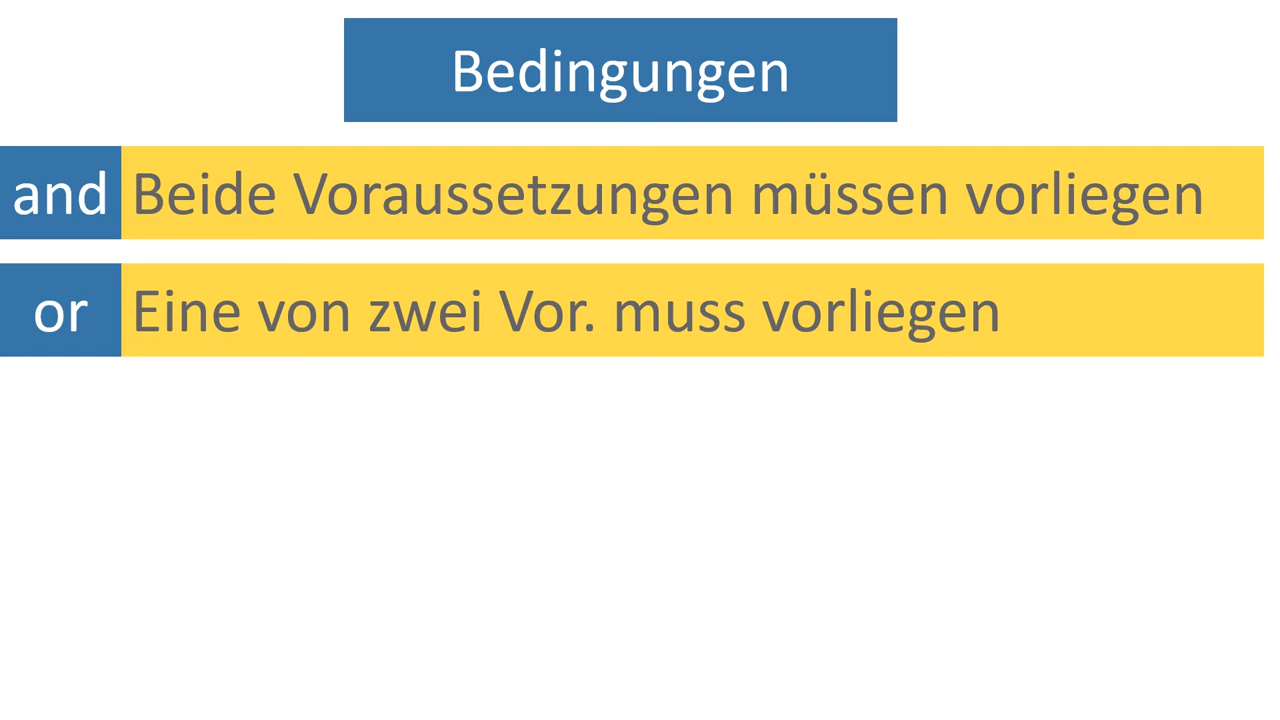 Bedingungen
and Beide Voraussetzungen müssen vorliegen
or Eine von zwei Vor. muss vorliegen